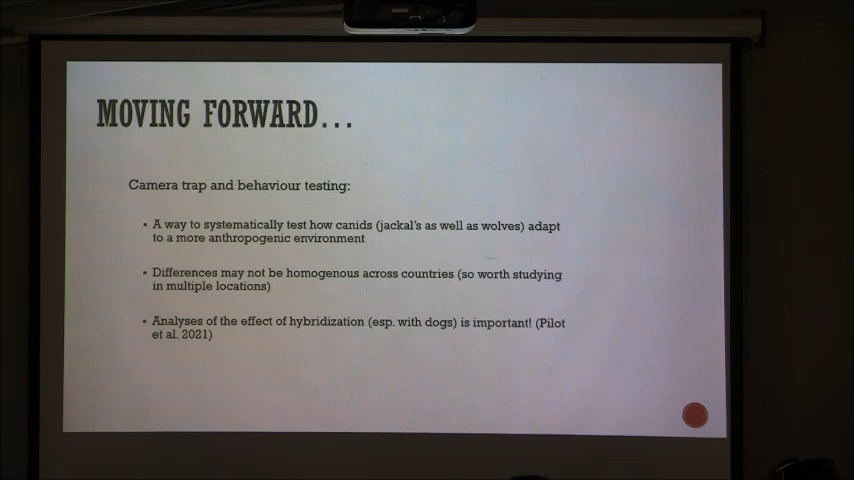 MOVING FORWARD...
Camera trap and behaviour testing:
▪ A way to systematically test how canids (jackal's as well as wolves) adapt
to a more anthropogenic environment
▪ Differences may not be homogenous across countries (so worth studying
in multiple locations)
▪ Analyses of the effect of hybridization (esp. with dogs) is important! (Pilot
et al. 2021)